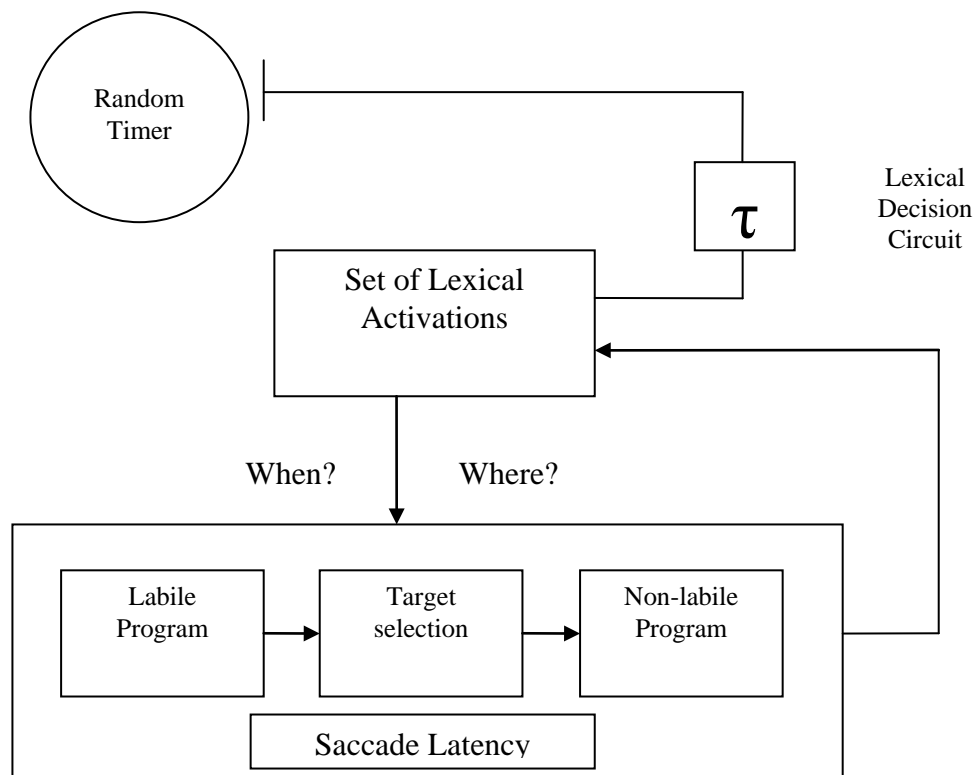 Random
Timer
τ
Lexical
Decision
Circuit
Set of Lexical
Activations
When?
Where?
Labile
Program
Target
selection
Non-labile
Program
Saccade Latency